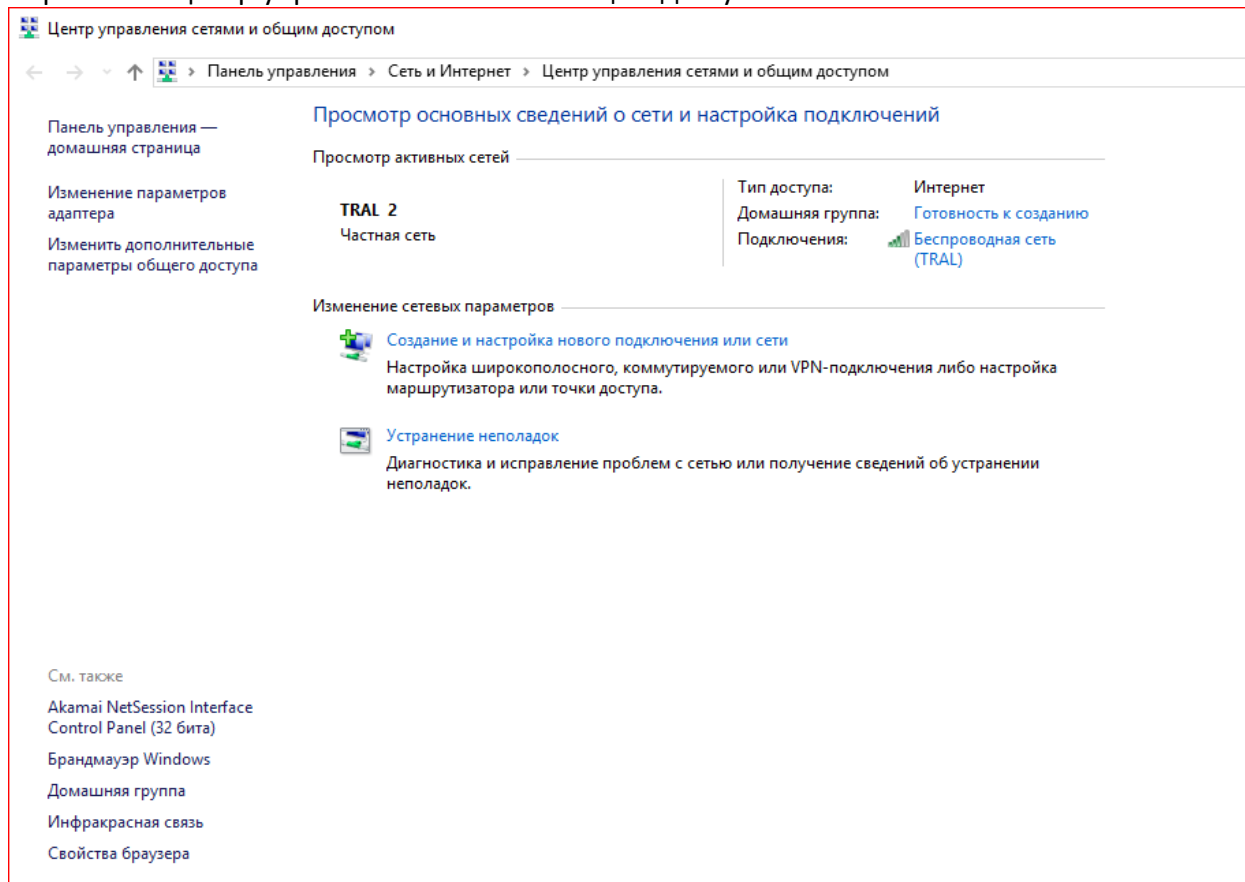 Центр управления сетями и общим доступом
Панель управления > Сеть и Интернет > Центр управления сетями и общим доступом
Панель управления —
домашняя страница
Изменение параметров
адаптера
Изменить дополнительные
параметры общего доступа
Просмотр основных сведений о сети и настройка подключений
Просмотр активных сетей
TRAL 2
Частная сеть
Тип доступа: Интернет
Домашняя группа: Готовность к созданию
Подключения: Беспроводная сеть
(TRAL)
Изменение сетевых параметров
Создание и настройка нового подключения или сети
Настройка широкополосного, коммутируемого или VPN-подключения либо настройка
маршрутизатора или точки доступа.
Устранение неполадок
Диагностика и исправление проблем с сетью или получение сведений об устранении
неполадок.
См. также
Akamai NetSession Interface
Control Panel (32 бита)
Брандмауэр Windows
Домашняя группа
Инфракрасная связь
Свойства браузера